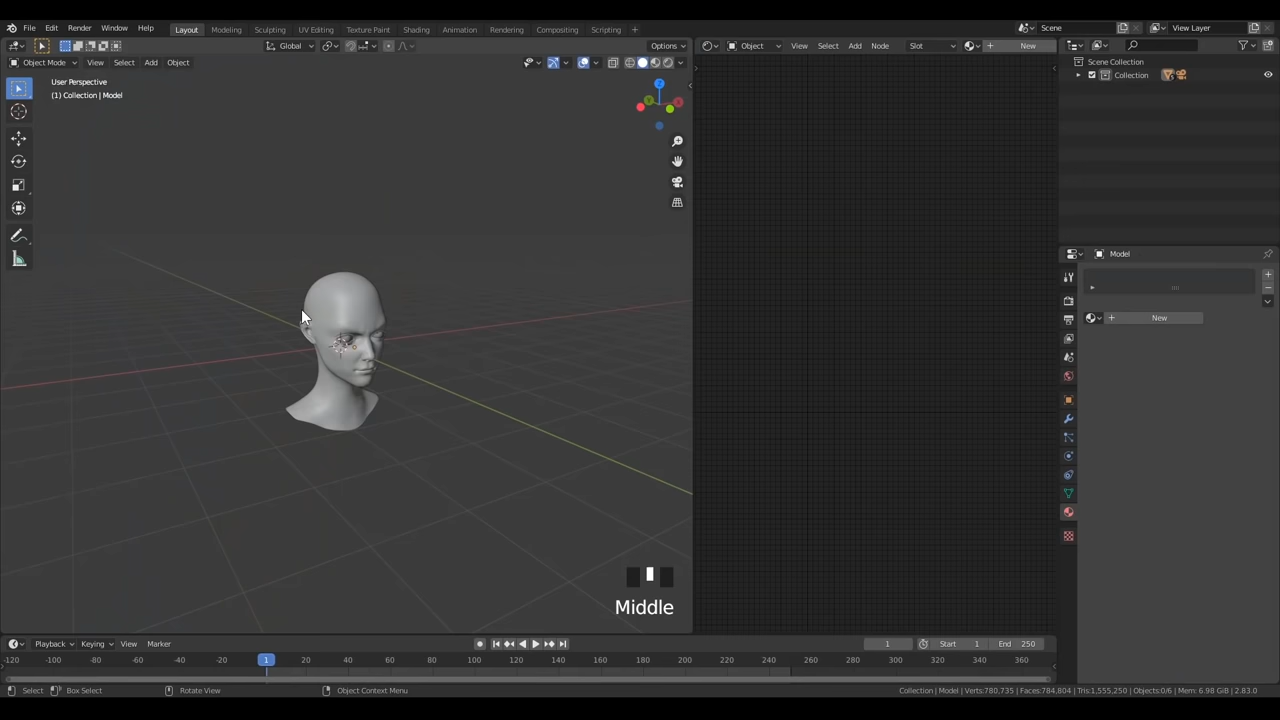 File Edit Render Window Help Layout Modeling Sculpting UV Editing Texture Paint Shading Animation Compositing Rendering Scripting + Scene View Layer
Global Options Object View Select Add Node Slot + New
Object Mode View Select Add Object
User Perspective
(1) Collection | Model
Z
Y
X
Scene Collection
Collection
Model
+ New
Middle
Playback Keying View Marker 1 Start 1 End 250
-120 -100 -80 -60 -40 -20 1 20 40 60 80 100 120 140 160 180 200 220 240 260 280 300 320 340 360
Select Box Select Rotate View Object Context Menu Collection | Model | Verts:780,735 | Faces:784,804 | Tris:1,555,250 | Objects:0/6 | Mem: 6.98 GiB | 2.83.0